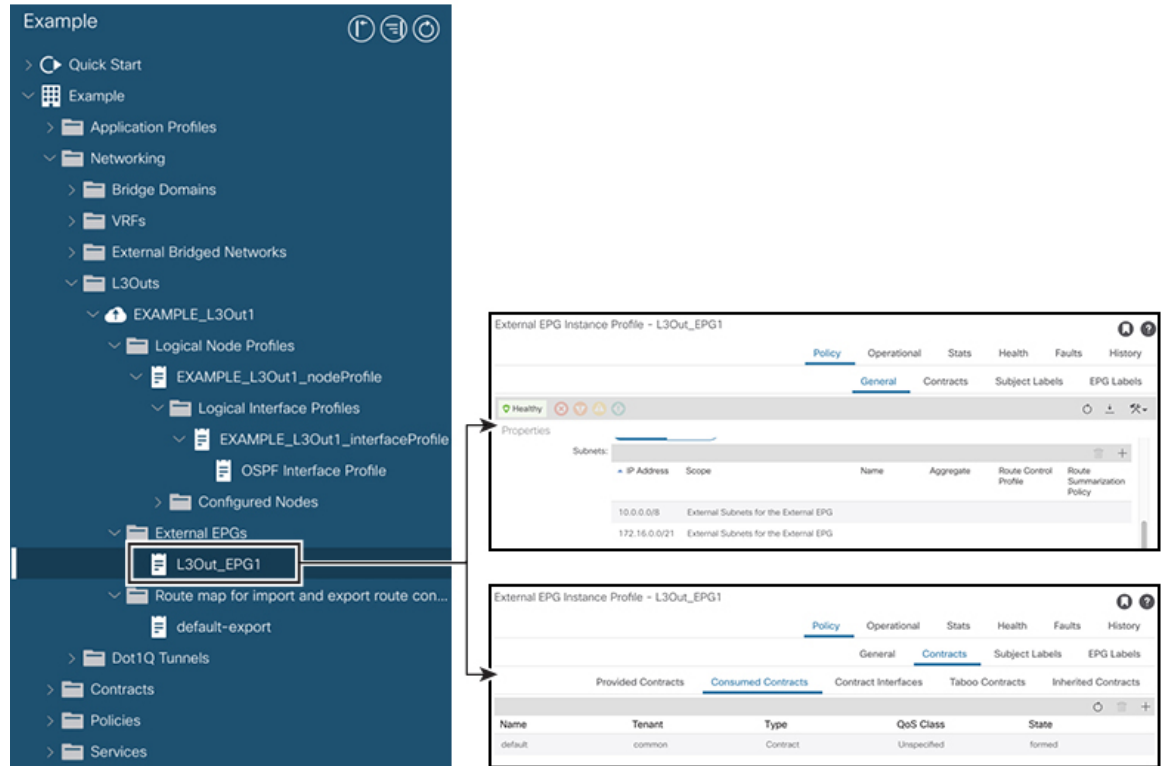 Example
Quick Start
Example
Application Profiles
Networking
Bridge Domains
VRFs
External Bridged Networks
L3Outs
EXAMPLE_L3Out1
Logical Node Profiles
EXAMPLE_L3Out1_nodeProfile
Logical Interface Profiles
EXAMPLE_L3Out1_interfaceProfile
OSPF Interface Profile
Configured Nodes
External EPGs
L3Out_EPG1
Route map for import and export route con...
default-export
Dot1Q Tunnels
Contracts
Policies
Services
External EPG Instance Profile - L3Out_EPG1
Policy Operational Stats Health Faults History
General Contracts Subject Labels EPG Labels
Healthy
Properties
Subnets:
IP Address Scope Name Aggregate Route Control Profile Route Summarization Policy
10.0.0.0/8 External Subnets for the External EPG
172.16.0.0/21 External Subnets for the External EPG
External EPG Instance Profile - L3Out_EPG1
Policy Operational Stats Health Faults History
General Contracts Subject Labels EPG Labels
Provided Contracts Consumed Contracts Contract Interfaces Taboo Contracts Inherited Contracts
Name Tenant Type QoS Class State
default common Contract Unspecified formed